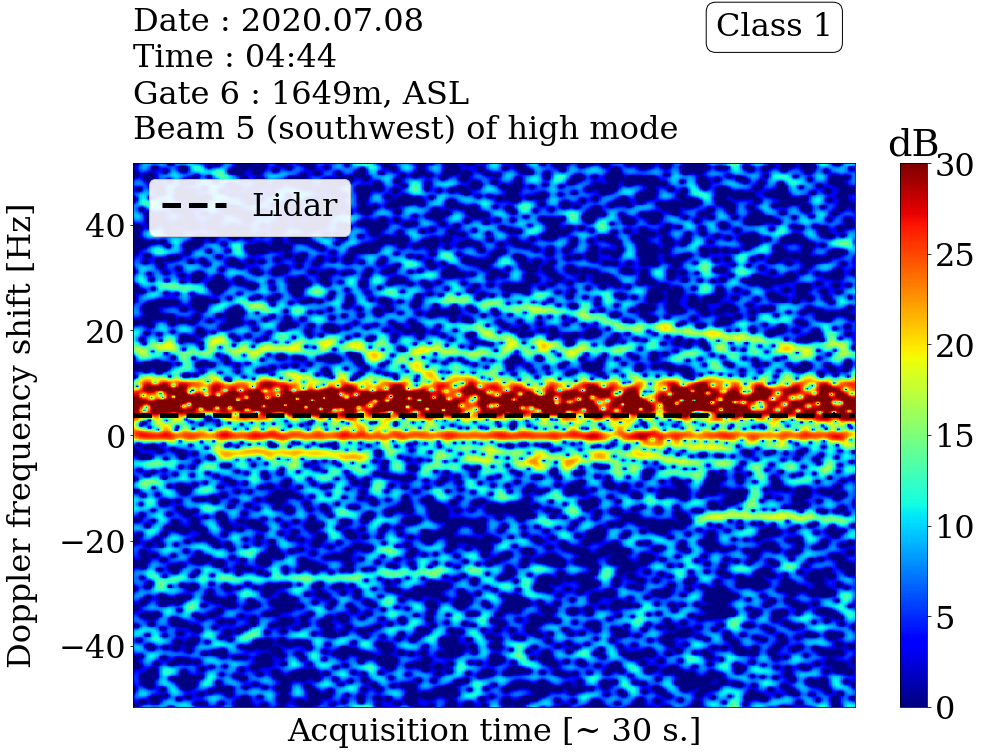 Date : 2020.07.08
Time : 04:44
Gate 6 : 1649m, ASL
Beam 5 (southwest) of high mode
Class 1
dB
Lidar
Doppler frequency shift [Hz]
40
20
0
−20
−40
Acquisition time [~ 30 s.]
30
25
20
15
10
5
0